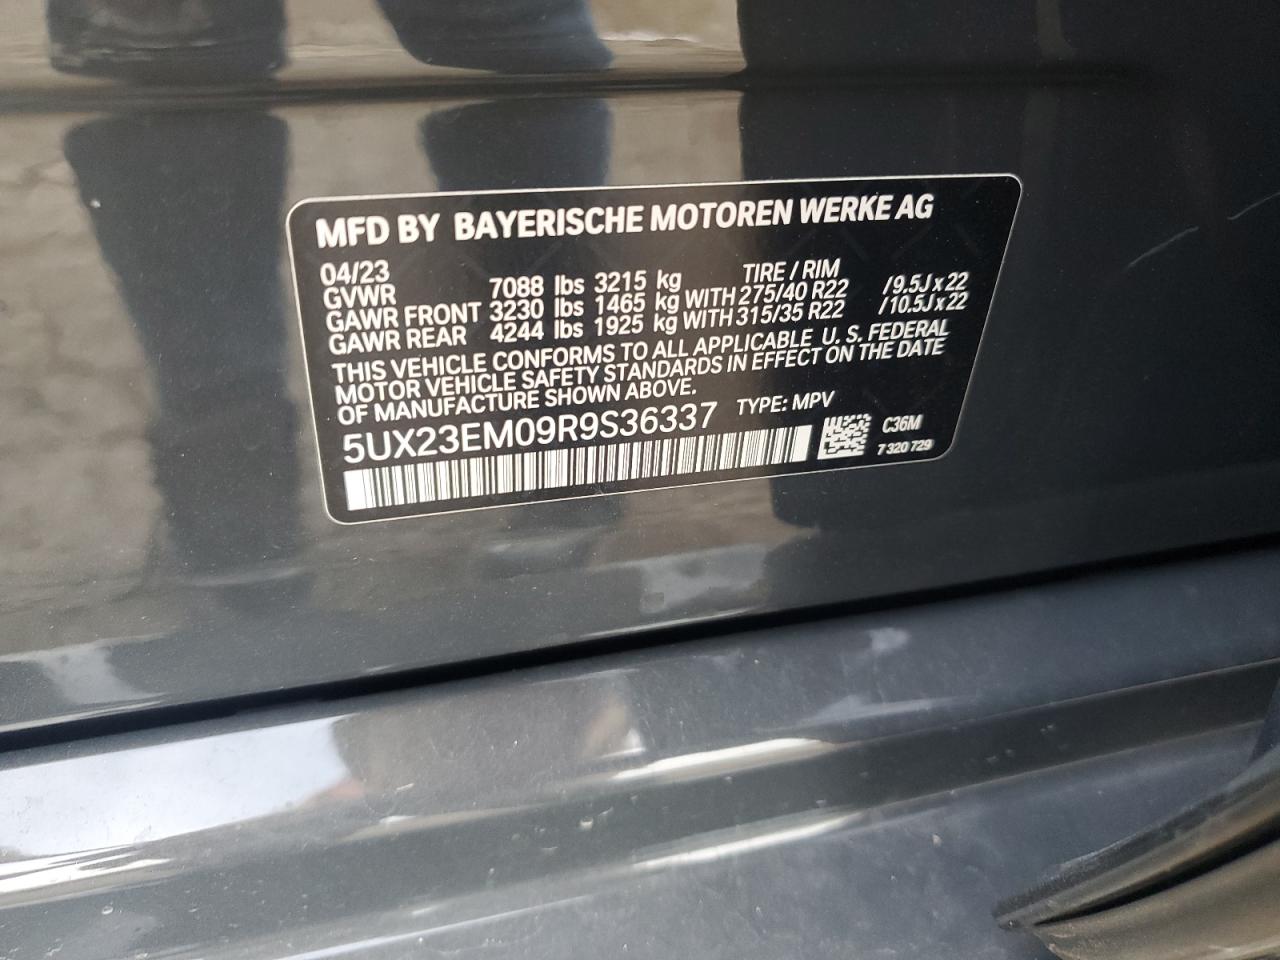 MFD BY BAYERISCHE MOTOREN WERKE AG
04/23 TIRE / RIM
GVWR 7088 lbs 3215 kg
GAWR FRONT 3230 lbs 1465 kg WITH 275/40 R22 /9.5J x 22
GAWR REAR 4244 lbs 1925 kg WITH 315/35 R22 /10.5J x 22
THIS VEHICLE CONFORMS TO ALL APPLICABLE U. S. FEDERAL
MOTOR VEHICLE SAFETY STANDARDS IN EFFECT ON THE DATE
OF MANUFACTURE SHOWN ABOVE.
5UX23EM09R9S36337 TYPE: MPV
C36M
7 320 729